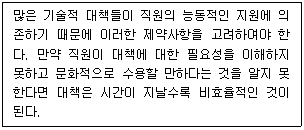 많은 기술적 대책들이 직원의 능동적인 지원에 의
존하기 때문에 이러한 제약사항을 고려하여야 한
다. 만약 직원이 대책에 대한 필요성을 이해하지
못하고 문화적으로 수용할 만하다는 것을 알지 못
한다면 대책은 시간이 지날수록 비효율적인 것이
된다.